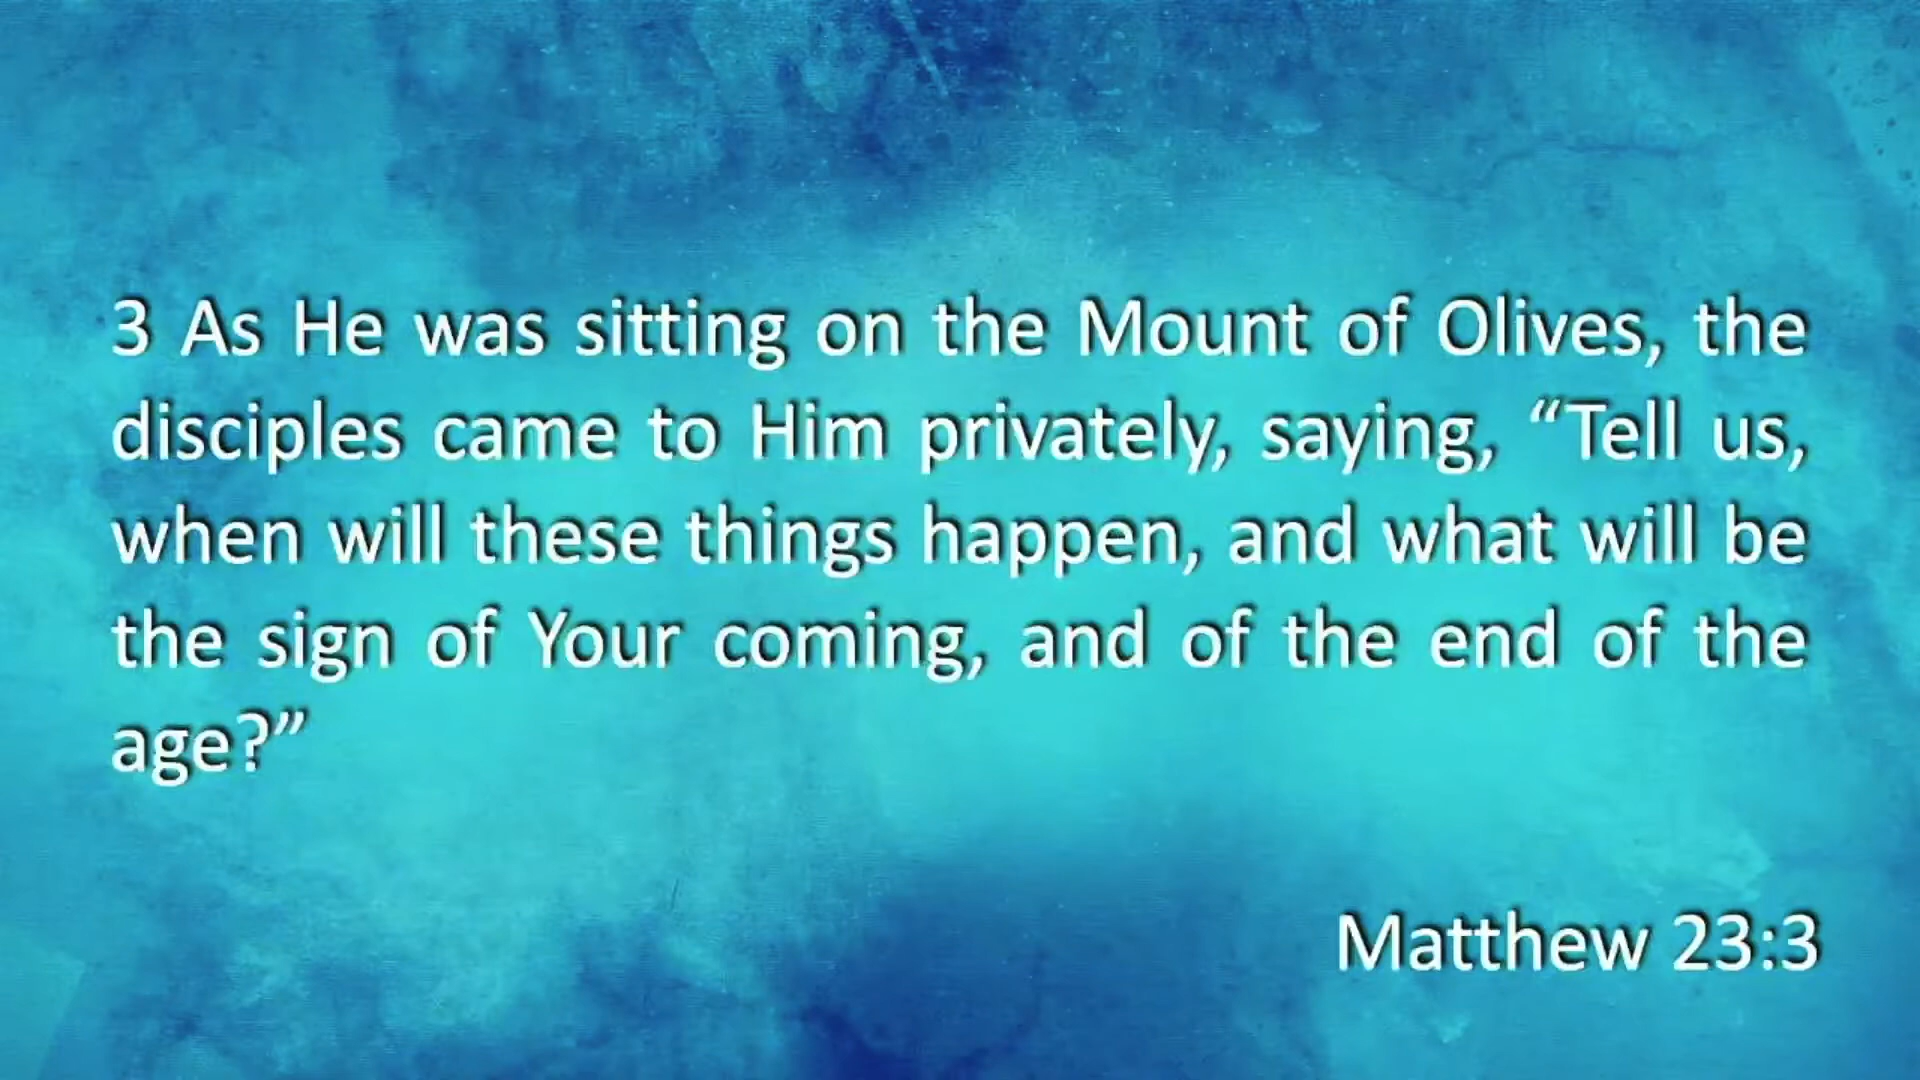 3 As He was sitting on the Mount of Olives, the
disciples came to Him privately, saying, “Tell us,
when will these things happen, and what will be
the sign of Your coming, and of the end of the
age?”
Matthew 23:3